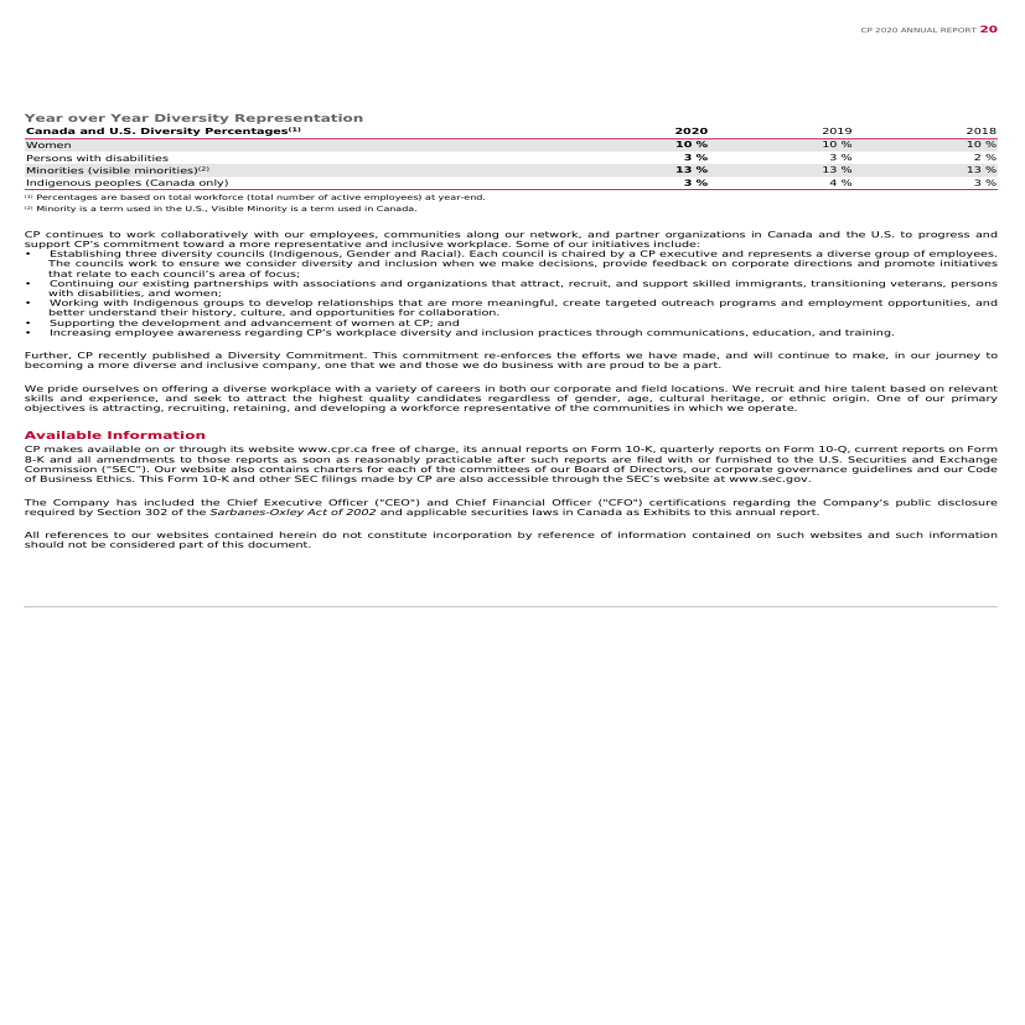 CP 2020 ANNUAL REPORT 20
Year over Year Diversity Representation
Canada and U.S. Diversity Percentages(1) 2020 2019 2018
Women 10 % 10 % 10 %
Persons with disabilities 3 % 3 % 2 %
Minorities (visible minorities)(2) 13 % 13 % 13 %
Indigenous peoples (Canada only) 3 % 4 % 3 %
(1) Percentages are based on total workforce (total number of active employees) at year-end.
(2) Minority is a term used in the U.S., Visible Minority is a term used in Canada.
CP continues to work collaboratively with our employees, communities along our network, and partner organizations in Canada and the U.S. to progress and
support CP’s commitment toward a more representative and inclusive workplace. Some of our initiatives include:
• Establishing three diversity councils (Indigenous, Gender and Racial). Each council is chaired by a CP executive and represents a diverse group of employees.
The councils work to ensure we consider diversity and inclusion when we make decisions, provide feedback on corporate directions and promote initiatives
that relate to each council’s area of focus;
• Continuing our existing partnerships with associations and organizations that attract, recruit, and support skilled immigrants, transitioning veterans, persons
with disabilities, and women;
• Working with Indigenous groups to develop relationships that are more meaningful, create targeted outreach programs and employment opportunities, and
better understand their history, culture, and opportunities for collaboration.
• Supporting the development and advancement of women at CP; and
• Increasing employee awareness regarding CP’s workplace diversity and inclusion practices through communications, education, and training.
Further, CP recently published a Diversity Commitment. This commitment re-enforces the efforts we have made, and will continue to make, in our journey to
becoming a more diverse and inclusive company, one that we and those we do business with are proud to be a part.
We pride ourselves on offering a diverse workplace with a variety of careers in both our corporate and field locations. We recruit and hire talent based on relevant
skills and experience, and seek to attract the highest quality candidates regardless of gender, age, cultural heritage, or ethnic origin. One of our primary
objectives is attracting, recruiting, retaining, and developing a workforce representative of the communities in which we operate.
Available Information
CP makes available on or through its website www.cpr.ca free of charge, its annual reports on Form 10-K, quarterly reports on Form 10-Q, current reports on Form
8-K and all amendments to those reports as soon as reasonably practicable after such reports are filed with or furnished to the U.S. Securities and Exchange
Commission (“SEC”). Our website also contains charters for each of the committees of our Board of Directors, our corporate governance guidelines and our Code
of Business Ethics. This Form 10-K and other SEC filings made by CP are also accessible through the SEC’s website at www.sec.gov.
The Company has included the Chief Executive Officer ("CEO") and Chief Financial Officer ("CFO") certifications regarding the Company's public disclosure
required by Section 302 of the Sarbanes-Oxley Act of 2002 and applicable securities laws in Canada as Exhibits to this annual report.
All references to our websites contained herein do not constitute incorporation by reference of information contained on such websites and such information
should not be considered part of this document.